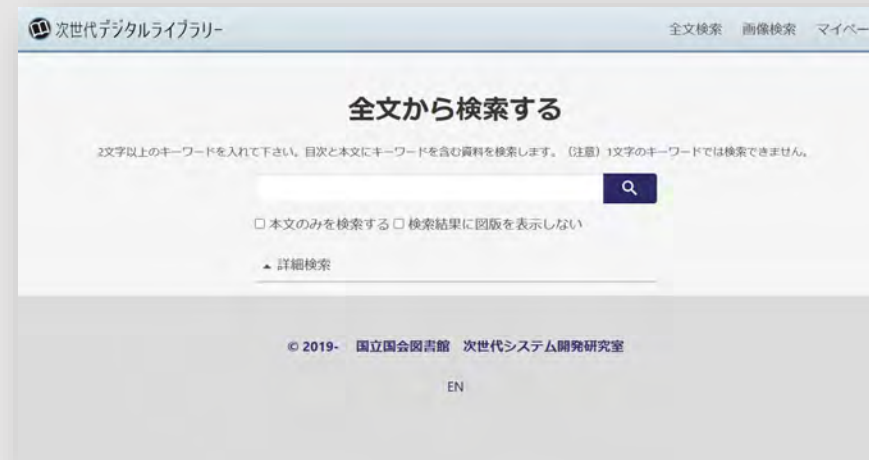 次世代デジタルライブラリー
全文検索 画像検索 マイペー
全文から検索する
2文字以上のキーワードを入れて下さい。目次と本文にキーワードを含む資料を検索します。（注意）1文字のキーワードでは検索できません。
本文のみを検索する 検索結果に図版を表示しない
詳細検索
© 2019- 国立国会図書館 次世代システム開発研究室
EN